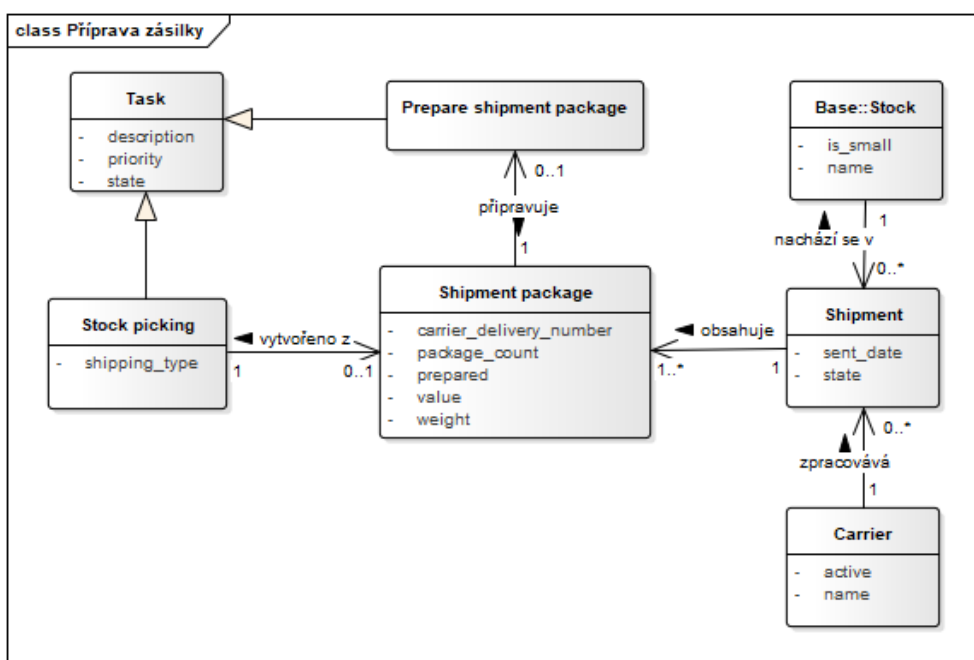 class Příprava zásilky
Task
- description
- priority
- state
Prepare shipment package
Base::Stock
- is_small
- name
0..1
připravuje
1
1
nachází se v
0..*
Stock picking
- shipping_type
vytvořeno z
1
0..1
Shipment package
- carrier_delivery_number
- package_count
- prepared
- value
- weight
obsahuje
1..*
1
Shipment
- sent_date
- state
0..*
zpracovává
1
Carrier
- active
- name